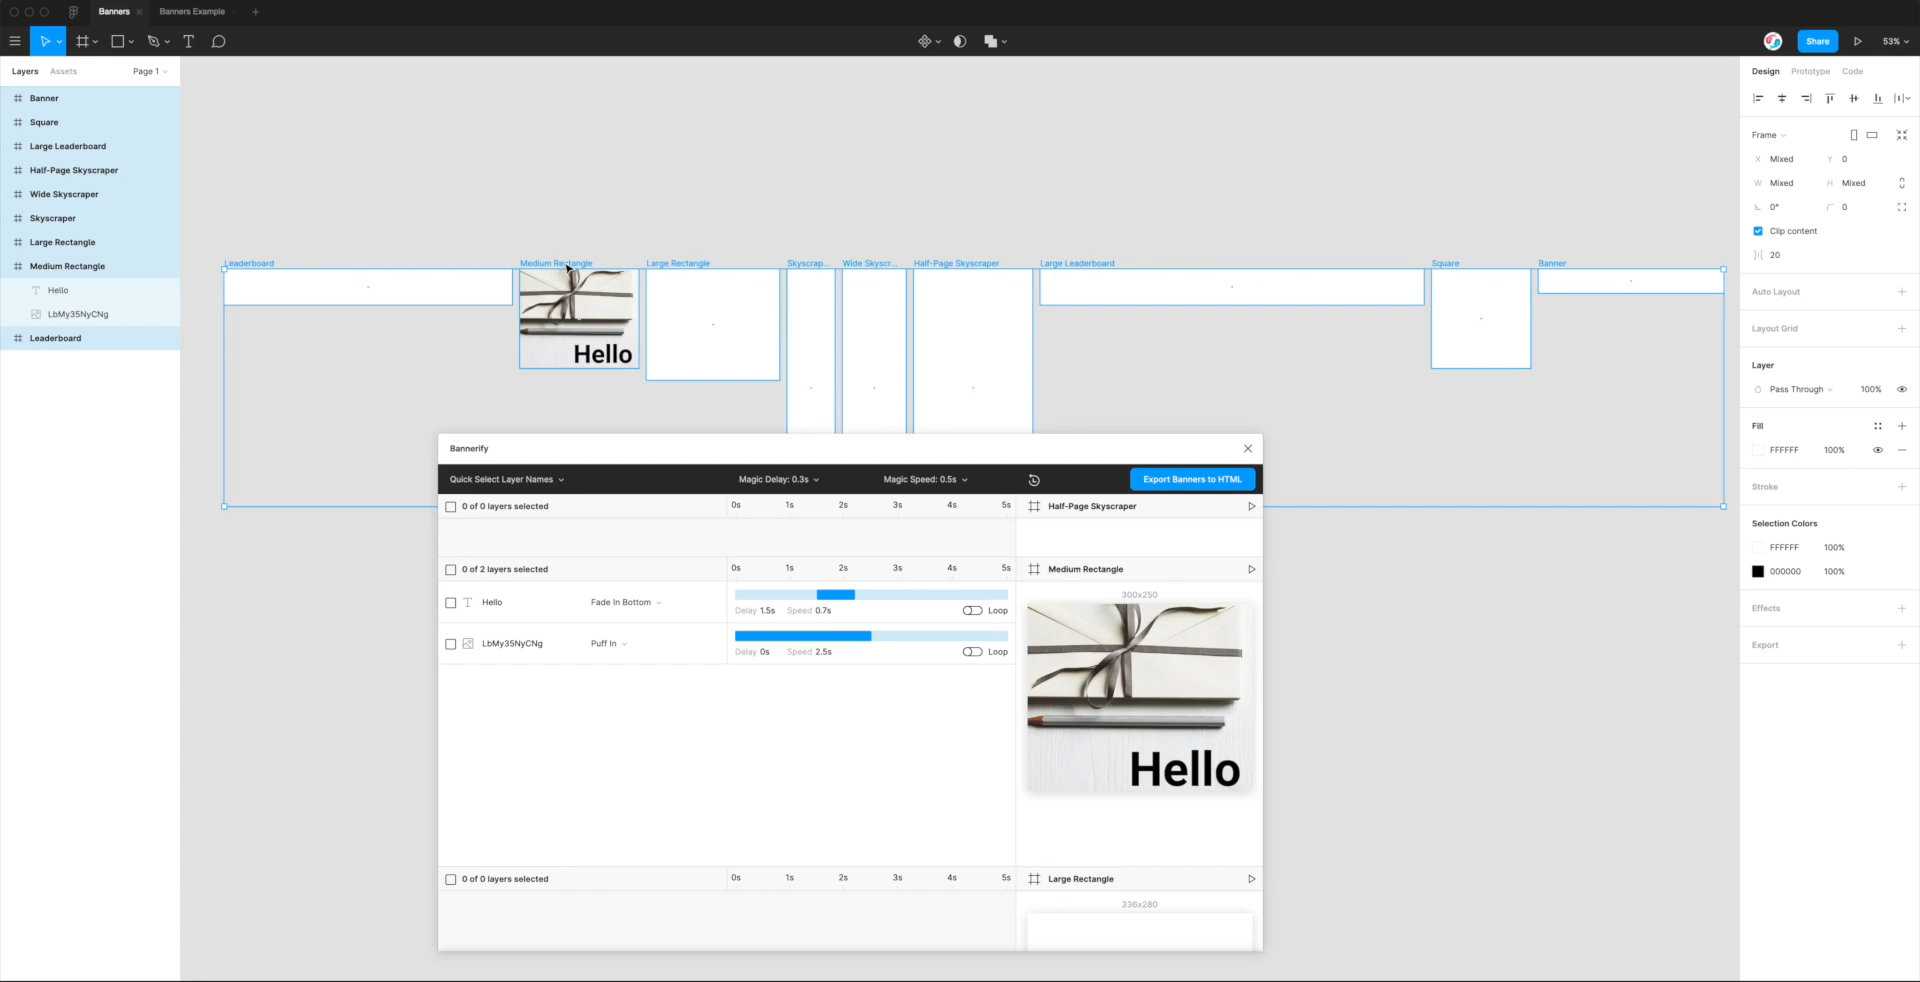 Banners
Banners Example
Share
53%
Layers
Assets
Page 1
Banner
Square
Large Leaderboard
Half-Page Skyscraper
Wide Skyscraper
Skyscraper
Large Rectangle
Medium Rectangle
Hello
LbMy35NyCNg
Leaderboard
Leaderboard
Medium Rectangle
Large Rectangle
Skyscrap...
Wide Skyscr...
Half-Page Skyscraper
Large Leaderboard
Square
Banner
Hello
Bannerify
Quick Select Layer Names
Magic Delay: 0.3s
Magic Speed: 0.5s
Export Banners to HTML
0 of 0 layers selected
0s 1s 2s 3s 4s 5s
Half-Page Skyscraper
0 of 2 layers selected
0s 1s 2s 3s 4s 5s
Medium Rectangle
Hello
Fade In Bottom
Delay 1.5s Speed 0.7s
Loop
LbMy35NyCNg
Puff In
Delay 0s Speed 2.5s
Loop
300x250
Hello
0 of 0 layers selected
0s 1s 2s 3s 4s 5s
Large Rectangle
336x280
Design
Prototype
Code
Frame
X Mixed Y 0
W Mixed H Mixed
0° 0
Clip content
20
Auto Layout
Layout Grid
Layer
Pass Through 100%
Fill
FFFFFF 100%
Stroke
Selection Colors
FFFFFF 100%
000000 100%
Effects
Export